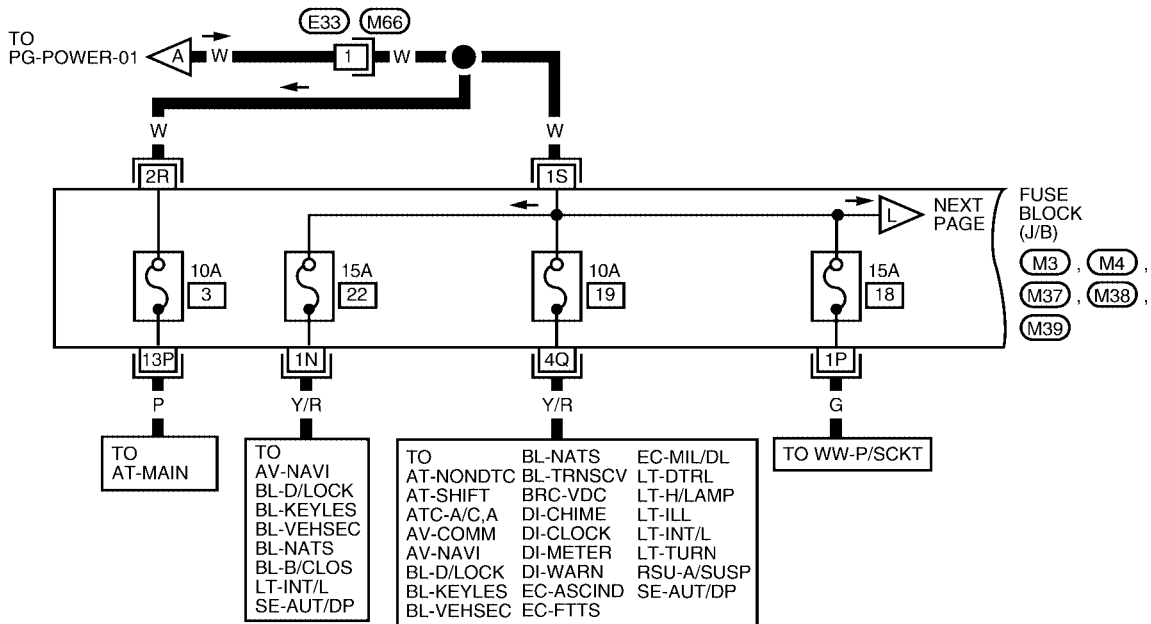 E33 M66
TO
PG-POWER-01
A W 1 W
W W
2R 1S
L NEXT
PAGE
FUSE
BLOCK
(J/B)
M3 , M4 ,
M37 , M38 ,
M39
10A
3
15A
22
10A
19
15A
18
13P 1N 4Q 1P
P Y/R Y/R G
TO
AT-MAIN
TO
AV-NAVI
BL-D/LOCK
BL-KEYLES
BL-VEHSEC
BL-NATS
BL-B/CLOS
LT-INT/L
SE-AUT/DP
TO BL-NATS EC-MIL/DL
AT-NONDTC BL-TRNSCV LT-DTRL
AT-SHIFT BRC-VDC LT-H/LAMP
ATC-A/C,A DI-CHIME LT-ILL
AV-COMM DI-CLOCK LT-INT/L
AV-NAVI DI-METER LT-TURN
BL-D/LOCK DI-WARN RSU-A/SUSP
BL-KEYLES EC-ASCIND SE-AUT/DP
BL-VEHSEC EC-FTTS
TO WW-P/SCKT